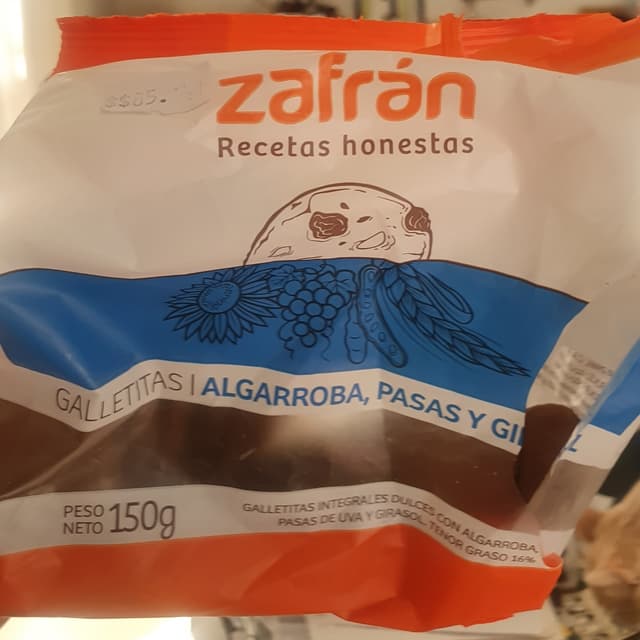 zafrán
Recetas honestas
GALLETITAS | ALGARROBA, PASAS Y
PESO
NETO 150g
GALLETITAS INTEGRALES DULCES CON ALGARROBA,
PASAS DE UVA Y GIRASOL. TENOR GRASO 16%